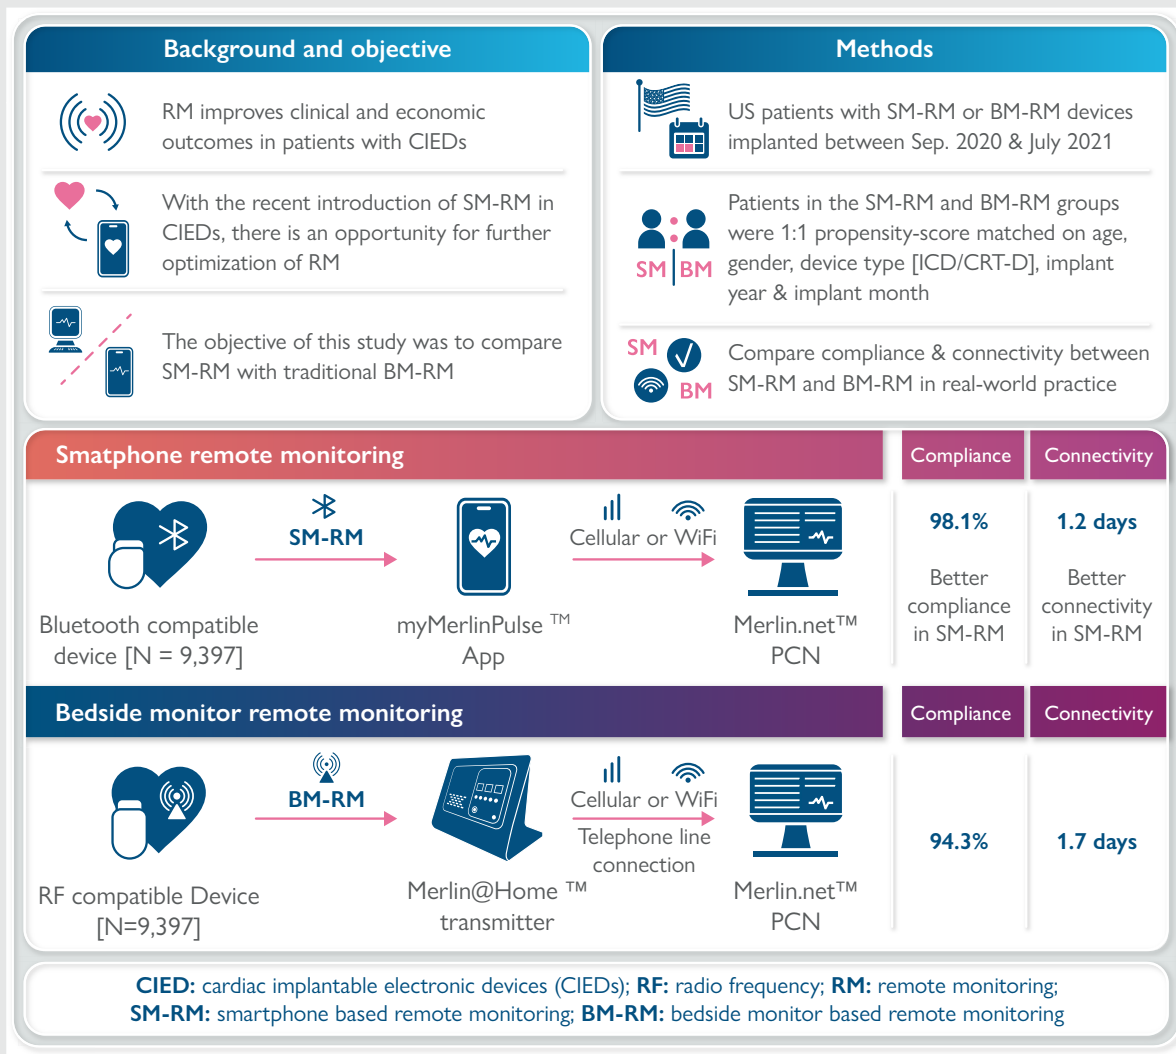 Background and objective
RM improves clinical and economic
outcomes in patients with CIEDs
With the recent introduction of SM-RM in
CIEDs, there is an opportunity for further
optimization of RM
The objective of this study was to compare
SM-RM with traditional BM-RM
Methods
US patients with SM-RM or BM-RM devices
implanted between Sep. 2020 & July 2021
SM BM
Patients in the SM-RM and BM-RM groups
were 1:1 propensity-score matched on age,
gender, device type [ICD/CRT-D], implant
year & implant month
SM
BM
Compare compliance & connectivity between
SM-RM and BM-RM in real-world practice
Smatphone remote monitoring
Compliance
Connectivity
Bluetooth compatible
device [N = 9,397]
SM-RM
myMerlinPulse ™
App
Cellular or WiFi
Merlin.net™
PCN
98.1%
Better
compliance
in SM-RM
1.2 days
Better
connectivity
in SM-RM
Bedside monitor remote monitoring
Compliance
Connectivity
RF compatible Device
[N=9,397]
BM-RM
Merlin@Home ™
transmitter
Cellular or WiFi
Telephone line
connection
Merlin.net™
PCN
94.3%
1.7 days
CIED: cardiac implantable electronic devices (CIEDs); RF: radio frequency; RM: remote monitoring;
SM-RM: smartphone based remote monitoring; BM-RM: bedside monitor based remote monitoring